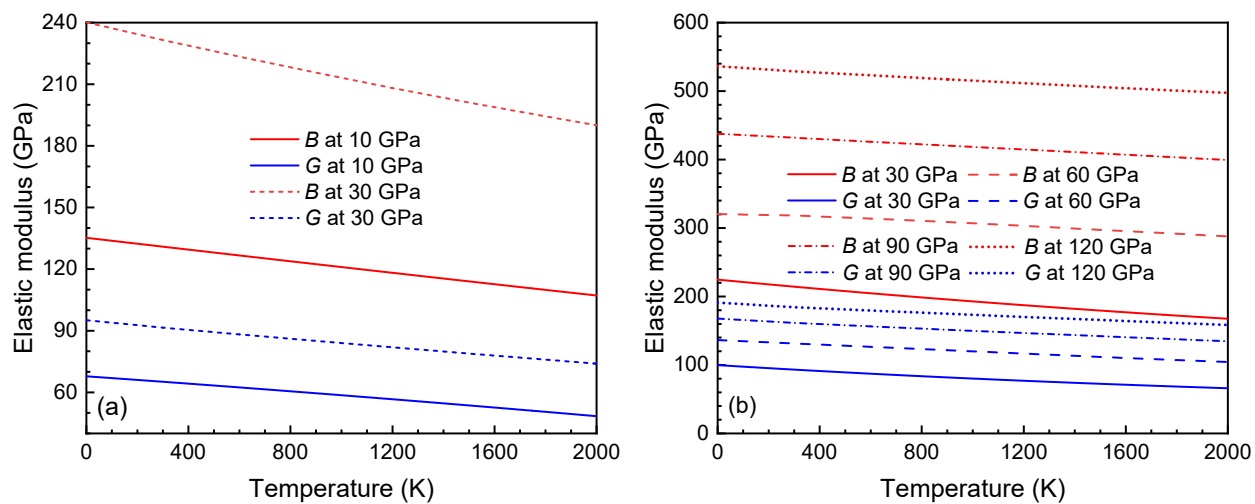 240
210
180
150
120
90
60
Elastic modulus (GPa)
B at 10 GPa
G at 10 GPa
B at 30 GPa
G at 30 GPa
(a)
0 400 800 1200 1600 2000
Temperature (K)
600
500
400
300
200
100
0
Elastic modulus (GPa)
B at 30 GPa B at 60 GPa
G at 30 GPa G at 60 GPa
B at 90 GPa B at 120 GPa
G at 90 GPa G at 120 GPa
(b)
0 400 800 1200 1600 2000
Temperature (K)